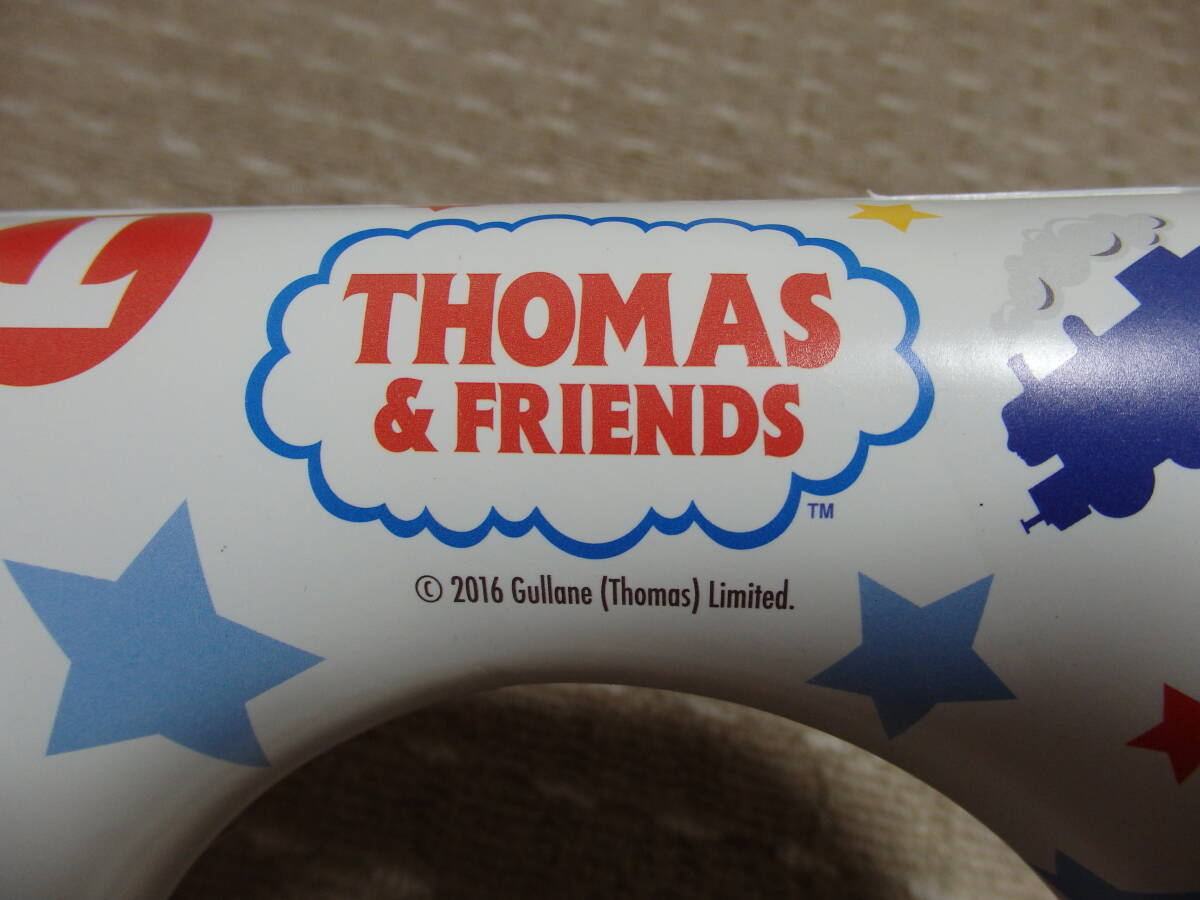 THOMAS
& FRIENDS
TM
© 2016 Gullane (Thomas) Limited.